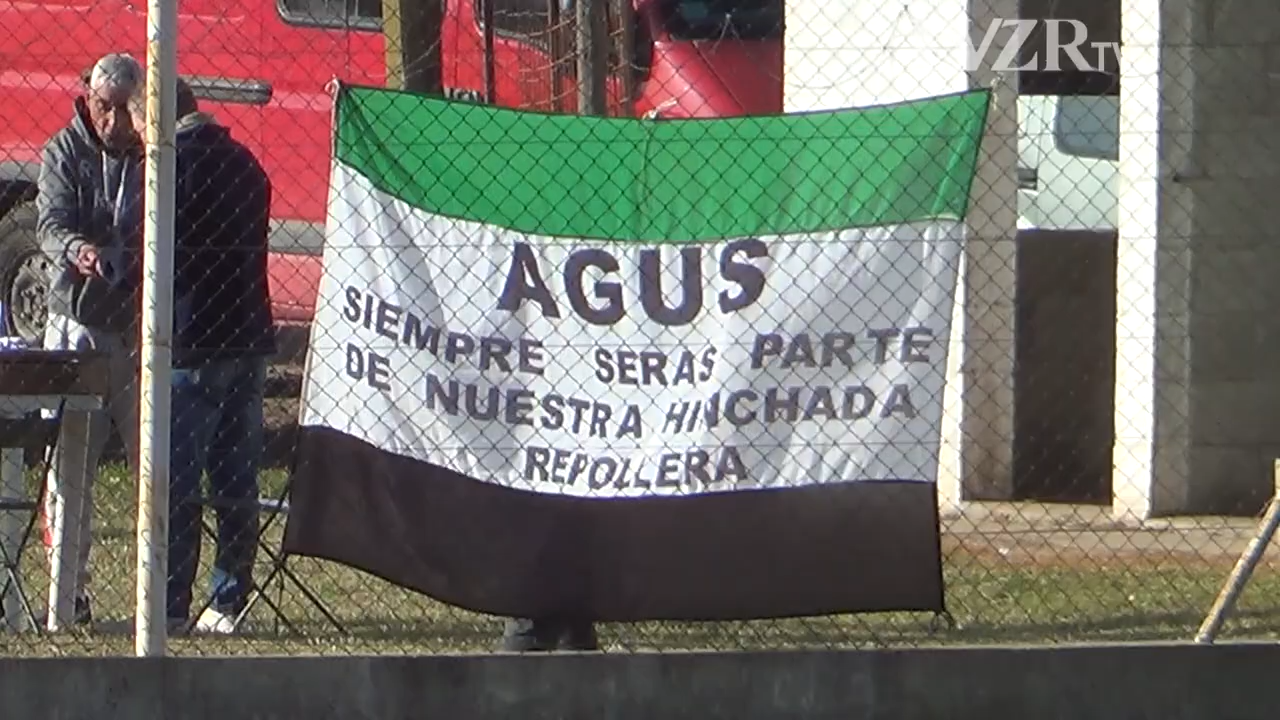 VZRTV
AGUS
SIEMPRE SERAS PARTE
DE NUESTRA HINCHADA
REPOLLERA